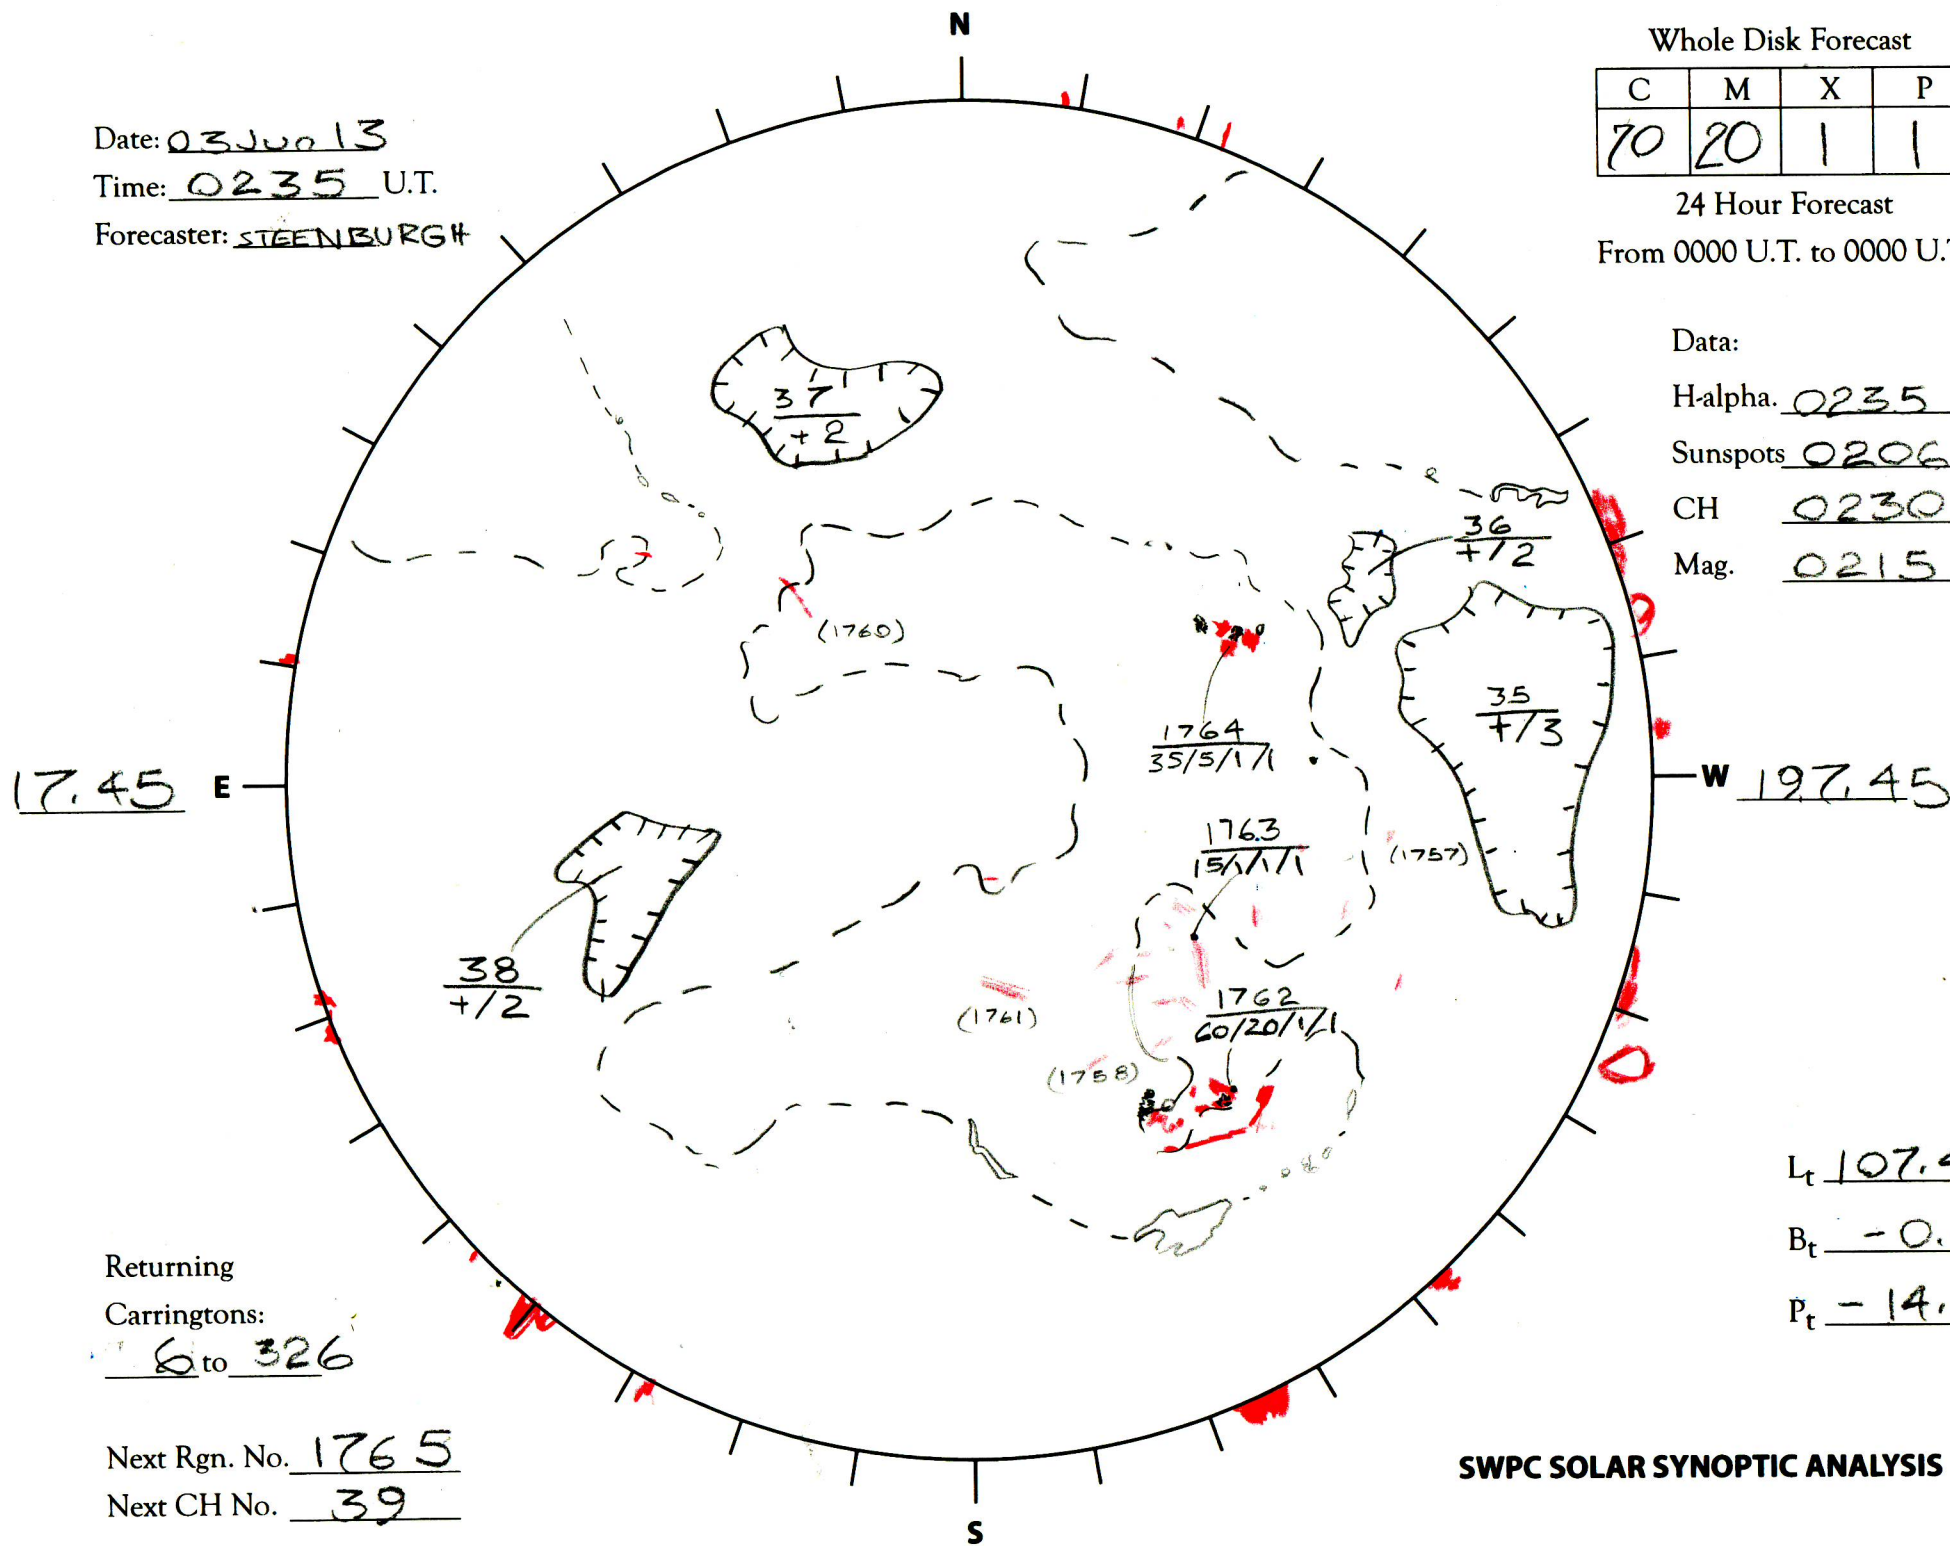 N
Whole Disk Forecast
C M X P
70 20 1 1
24 Hour Forecast
From 0000 U.T. to 0000 U.
Date: 03 Jun 13
Time: 0235 U.T.
Forecaster: STEENBURGH
Data:
H-alpha. 0235
Sunspots 0206
CH 0230
Mag. 0215
37
+2
36
+/2
(1760)
35
+/3
1764
35/5/1/1
17.45 E
W 197.45
1763
15/1/1/1
(1757)
38
+/2
1762
60/20/1/1
(1761)
(1758)
Lt 107.4
Bt -0.
Pt -14.
Returning
Carringtons:
6 to 326
Next Rgn. No. 1765
Next CH No. 39
SWPC SOLAR SYNOPTIC ANALYSIS
S